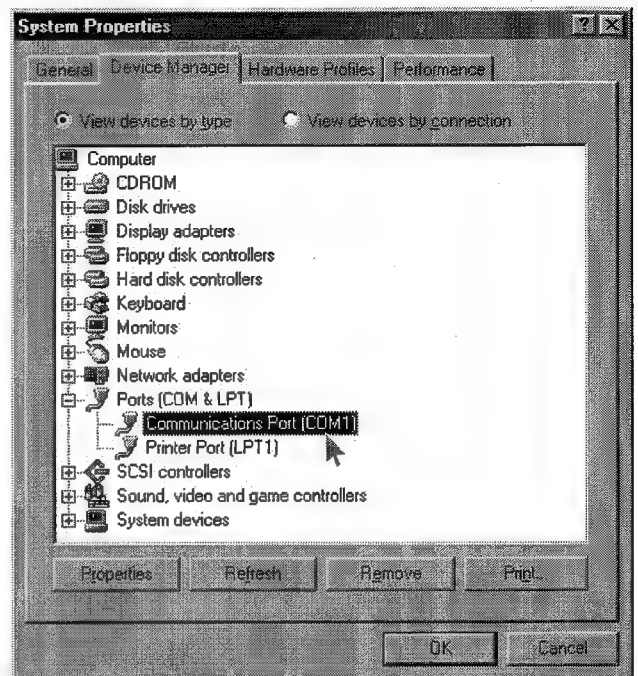 System Properties
General Device Manager Hardware Profiles Performance
View devices by type View devices by connection
Computer
CDROM
Disk drives
Display adapters
Floppy disk controllers
Hard disk controllers
Keyboard
Monitors
Mouse
Network adapters
Ports (COM & LPT)
Communications Port (COM1)
Printer Port (LPT1)
SCSI controllers
Sound, video and game controllers
System devices
Properties Refresh Remove Print...
OK Cancel